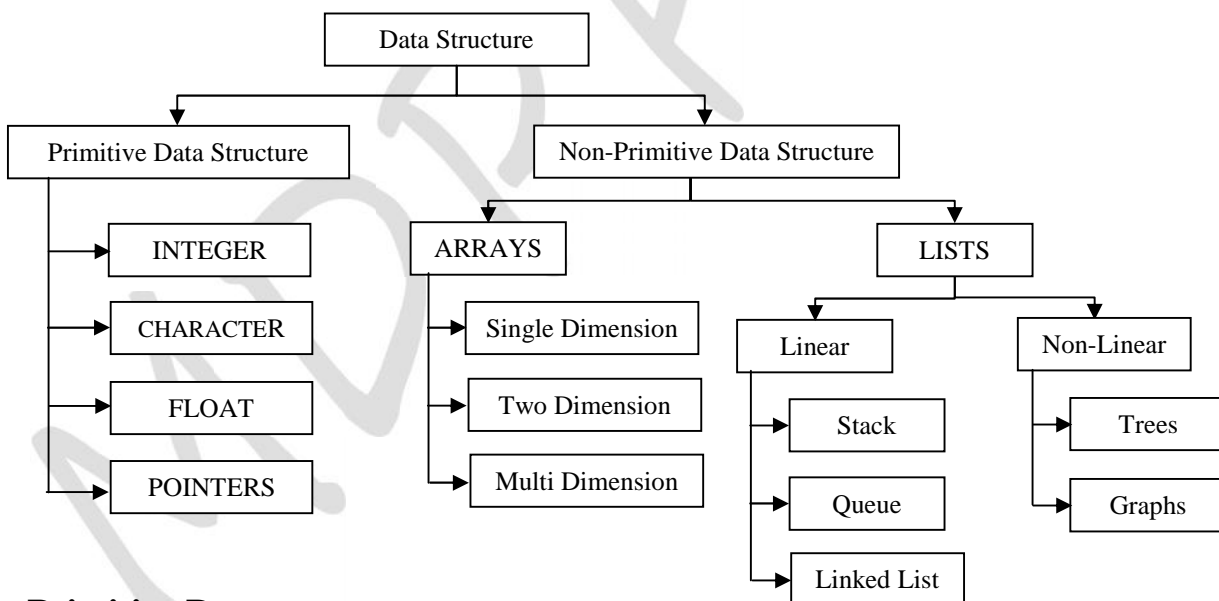 Data Structure
Primitive Data Structure
Non-Primitive Data Structure
INTEGER
CHARACTER
FLOAT
POINTERS
ARRAYS
Single Dimension
Two Dimension
Multi Dimension
LISTS
Linear
Stack
Queue
Linked List
Non-Linear
Trees
Graphs